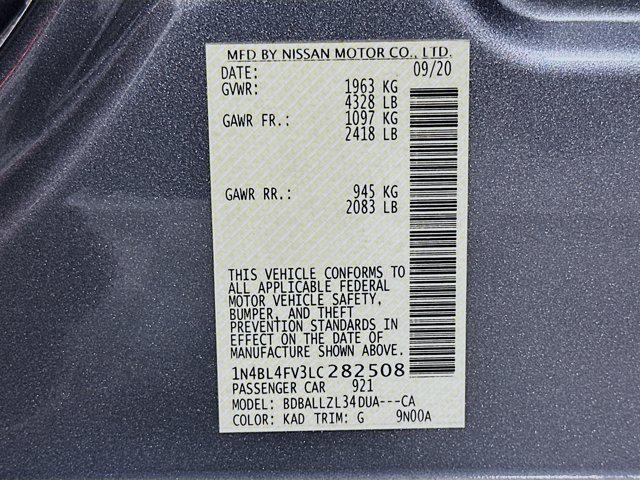 MFD BY NISSAN MOTOR CO., LTD.
DATE: 09/20
GVWR: 1963 KG
4328 LB
GAWR FR.: 1097 KG
2418 LB
GAWR RR.: 945 KG
2083 LB
THIS VEHICLE CONFORMS TO
ALL APPLICABLE FEDERAL
MOTOR VEHICLE SAFETY,
BUMPER, AND THEFT
PREVENTION STANDARDS IN
EFFECT ON THE DATE OF
MANUFACTURE SHOWN ABOVE.
1N4BL4FV3LC282508
PASSENGER CAR 921
MODEL: BDBALLZL34DUA---CA
COLOR: KAD TRIM: G 9N00A